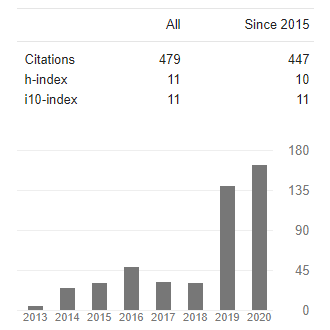 All Since 2015
Citations 479 447
h-index 11 10
i10-index 11 11
180
135
90
45
0
2013 2014 2015 2016 2017 2018 2019 2020